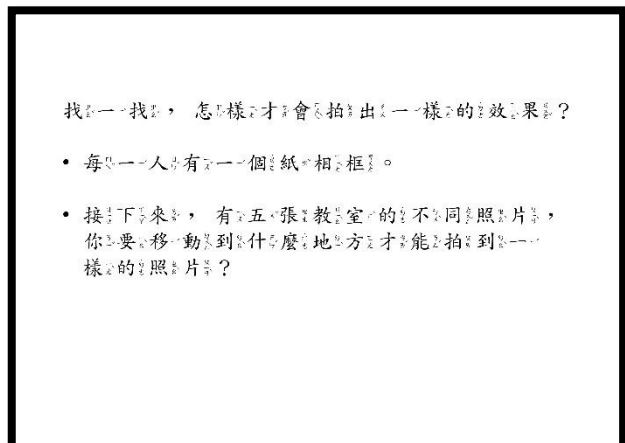 找一找， 怎樣才會拍出一樣的效果？
• 每一人有一個紙相框。
• 接下來， 有五張教室的不同照片，
你要移動到什麼地方才能拍到一
樣的照片？